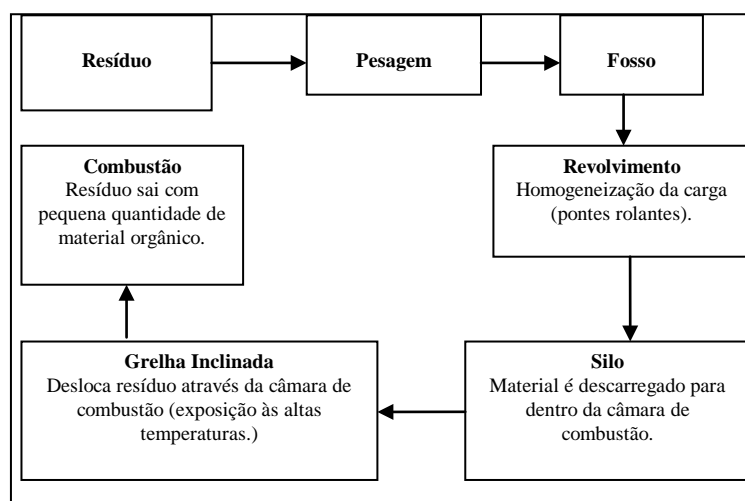 Resíduo
Pesagem
Fosso
Revolvimento
Homogeneização da carga
(pontes rolantes).
Silo
Material é descarregado para
dentro da câmara de
combustão.
Grelha Inclinada
Desloca resíduo através da câmara de
combustão (exposição às altas
temperaturas.)
Combustão
Resíduo sai com
pequena quantidade de
material orgânico.